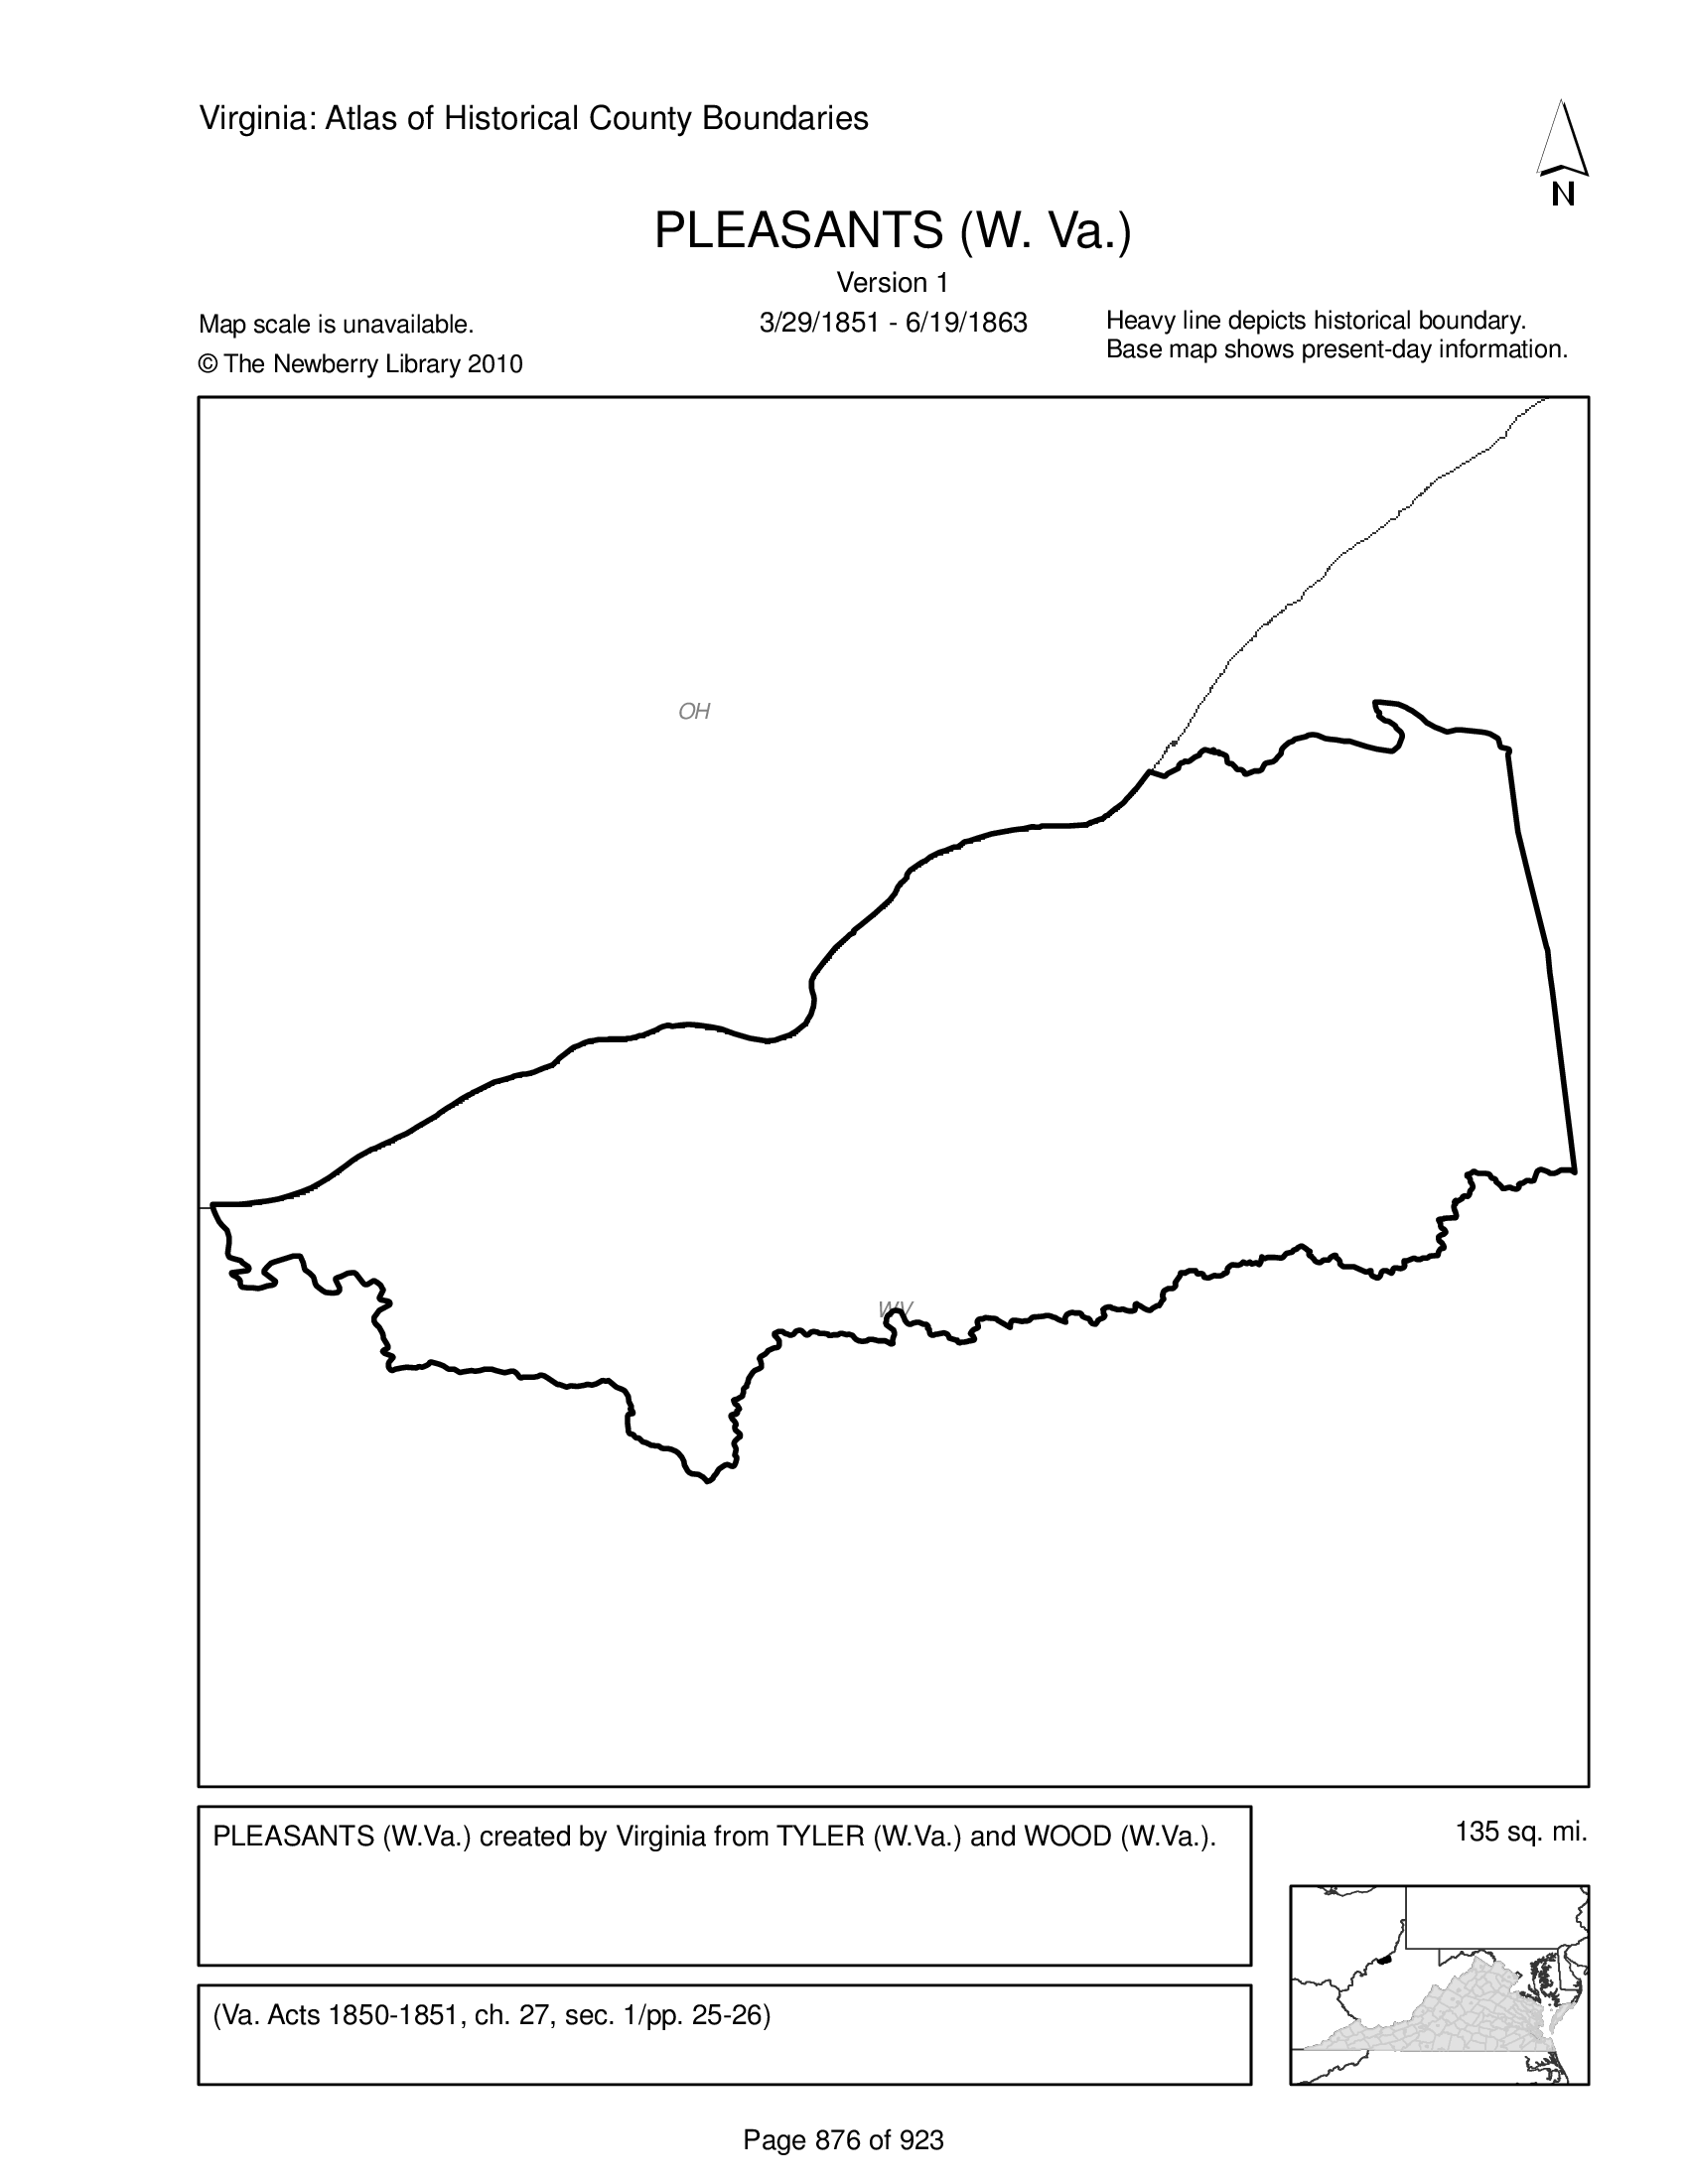 Virginia: Atlas of Historical County Boundaries
N
PLEASANTS (W. Va.)
Version 1
3/29/1851 - 6/19/1863
Map scale is unavailable.
© The Newberry Library 2010
Heavy line depicts historical boundary.
Base map shows present-day information.
OH
WV
PLEASANTS (W.Va.) created by Virginia from TYLER (W.Va.) and WOOD (W.Va.).
135 sq. mi.
(Va. Acts 1850-1851, ch. 27, sec. 1/pp. 25-26)
Page 876 of 923